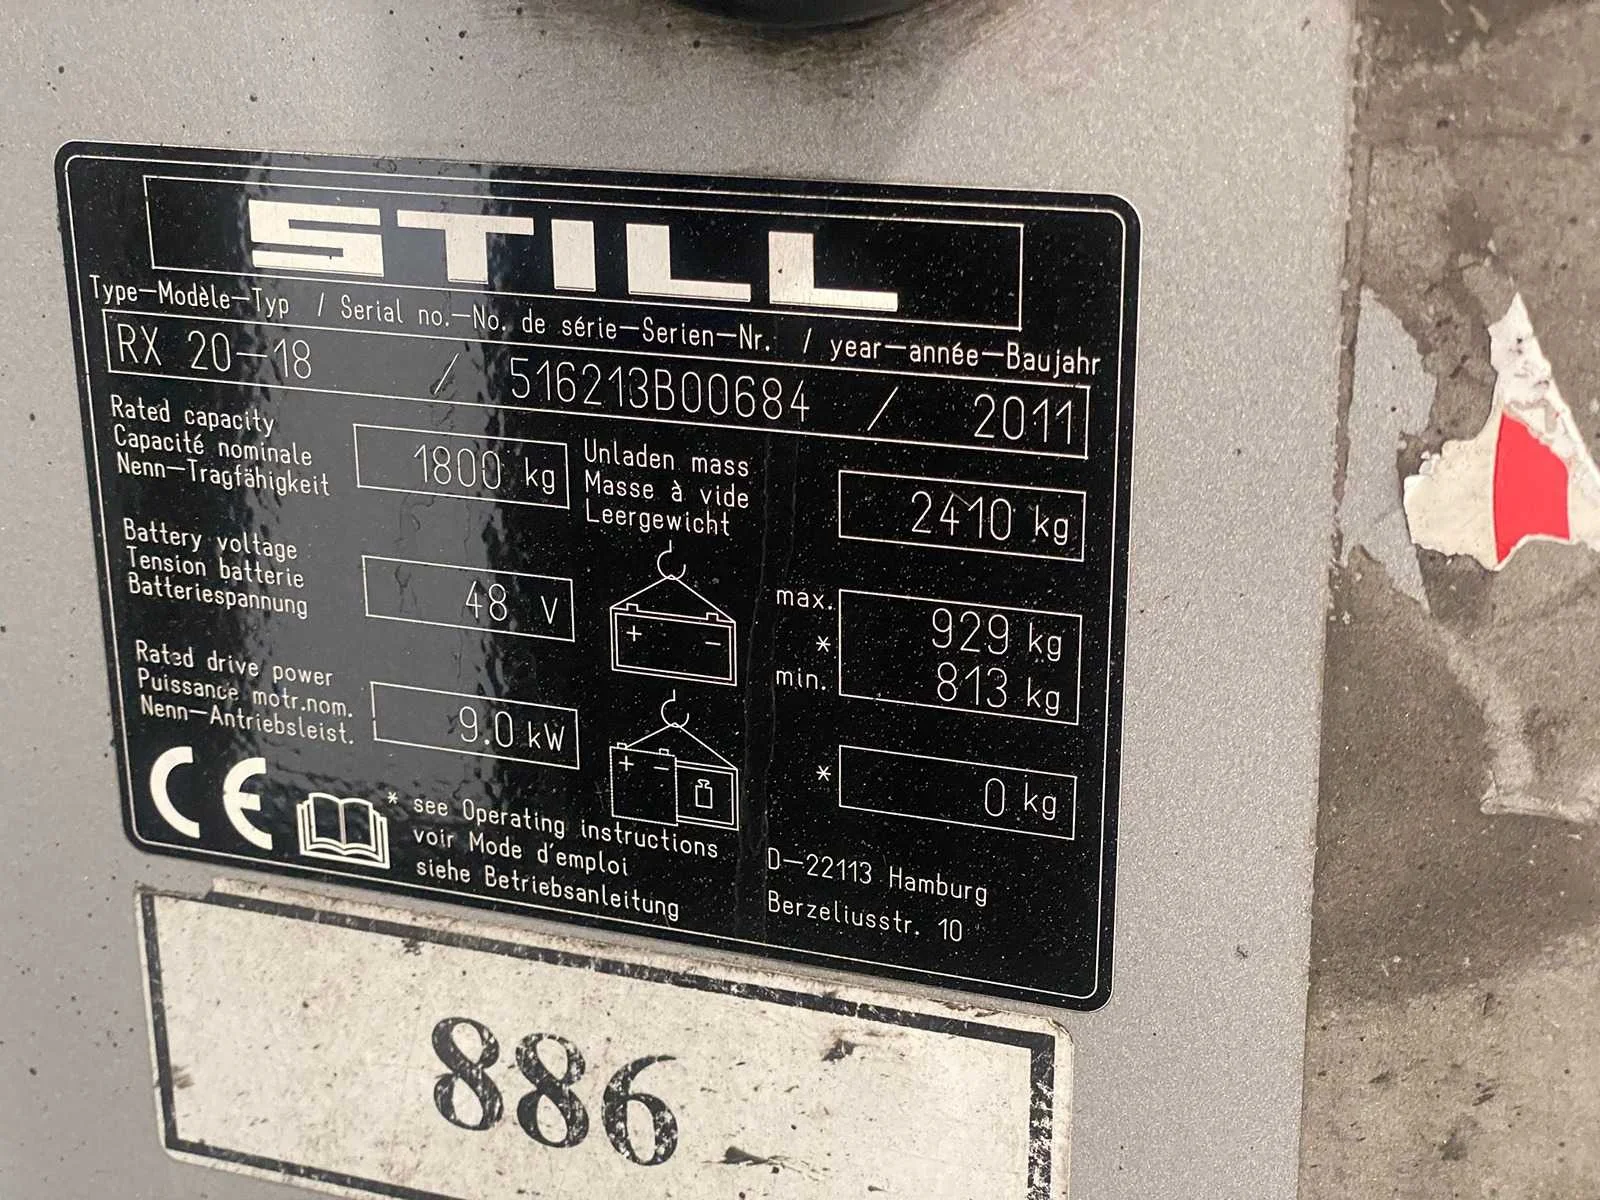 STILL
Type-Modèle-Typ / Serial no.-No. de série-Serien-Nr. / year-année-Baujahr
RX 20-18 / 516213B00684 / 2011
Rated capacity
Capacité nominale
Nenn-Tragfähigkeit
1800 kg
Unladen mass
Masse à vide
Leergewicht
2410 kg
Battery voltage
Tension batterie
Batteriespannung
48 V
+ -
max. 929 kg
*
min. 813 kg
Rated drive power
Puissance motr.nom.
Nenn-Antriebsleist.
9.0 kW
+ -
* 0 kg
CE
* see Operating instructions
voir Mode d'emploi
siehe Betriebsanleitung
D-22113 Hamburg
Berzeliusstr. 10
886